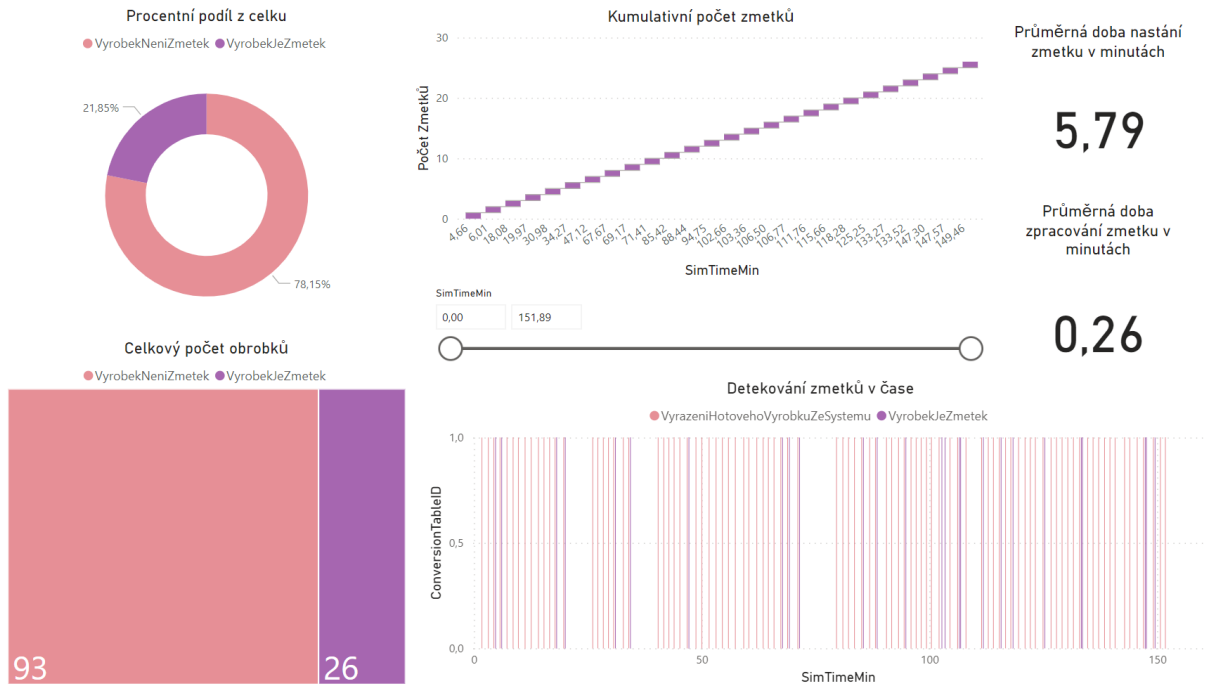 Procentní podíl z celku
VyrobekNeniZmetek VyrobekJeZmetek
21,85%
78,15%
Kumulativní počet zmetků
Počet Zmetků
30
20
10
0
4,66 6,01 18,08 19,97 30,98 34,27 47,12 67,67 69,17 71,41 85,42 88,44 94,75 102,66 103,36 106,50 106,77 111,76 115,66 118,28 125,25 133,27 133,52 147,30 147,57 149,46
SimTimeMin
Průměrná doba nastání
zmetku v minutách
5,79
Průměrná doba
zpracování zmetku v
minutách
0,26
SimTimeMin
0,00 151,89
Celkový počet obrobků
VyrobekNeniZmetek VyrobekJeZmetek
93
26
Detekování zmetků v čase
VyrazeniHotovehoVyrobkuZeSystemu VyrobekJeZmetek
ConversionTableID
1,0
0,5
0,0
0 50 100 150
SimTimeMin